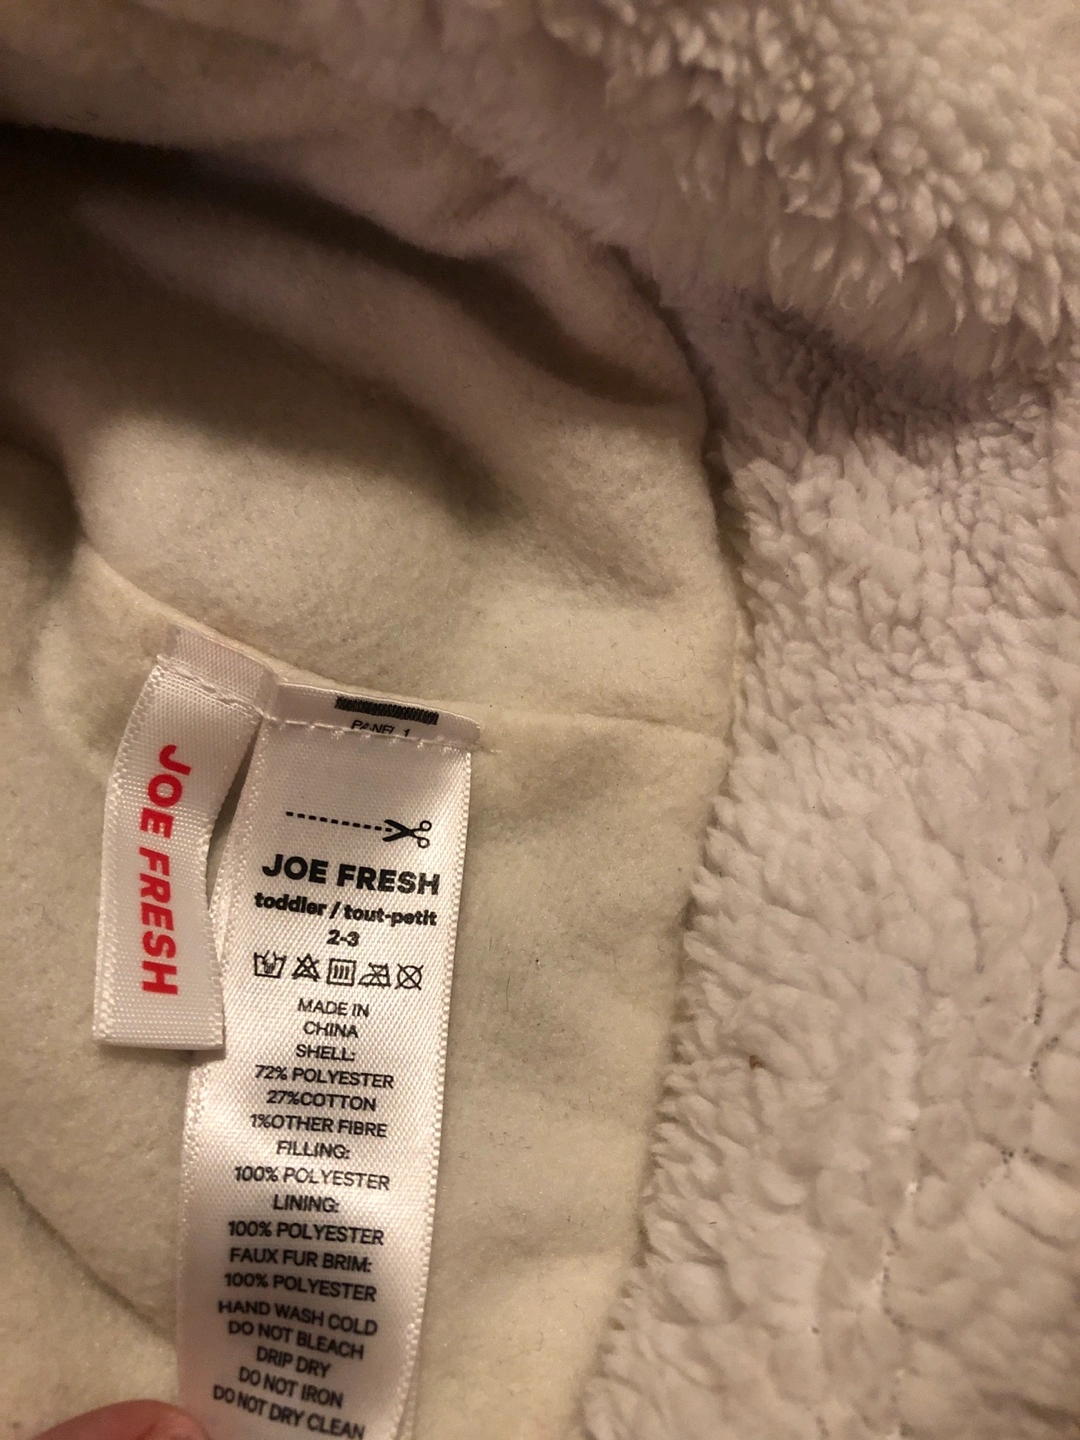 JOE FRESH
PANEL 1
JOE FRESH
toddler / tout-petit
2-3
MADE IN
CHINA
SHELL:
72% POLYESTER
27%COTTON
1%OTHER FIBRE
FILLING:
100% POLYESTER
LINING:
100% POLYESTER
FAUX FUR BRIM:
100% POLYESTER
HAND WASH COLD
DO NOT BLEACH
DRIP DRY
DO NOT IRON
DO NOT DRY CLEAN